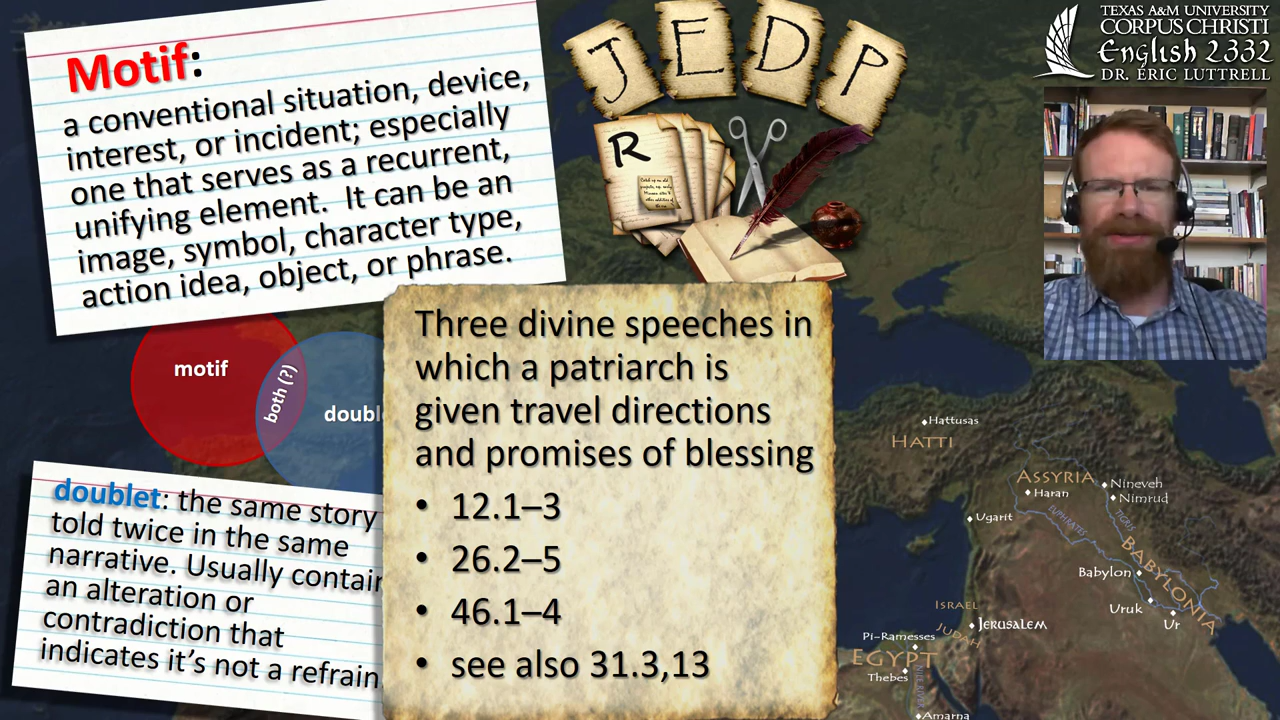 Motif:
a conventional situation, device,
interest, or incident; especially
one that serves as a recurrent,
unifying element. It can be an
image, symbol, character type,
action idea, object, or phrase.
J E D P
R
TEXAS A&M UNIVERSITY
CORPUS CHRISTI
English 2332
DR. ERIC LUTTRELL
motif
both (?)
doubl
doublet: the same story
told twice in the same
narrative. Usually contain
an alteration or
contradiction that
indicates it's not a refrain
Three divine speeches in
which a patriarch is
given travel directions
and promises of blessing
• 12.1–3
• 26.2–5
• 46.1–4
• see also 31.3,13
Hattusas
HATTI
ASSYRIA
Nineveh
Haran
Nimrud
Ugarit
EUPHRATES
TIGRIS
BABYLONIA
Babylon
Uruk
Ur
ISRAEL
JUDAH
JERUSALEM
Pi-Ramesses
EGYPT
Thebes
NILE RIVER
Amarna